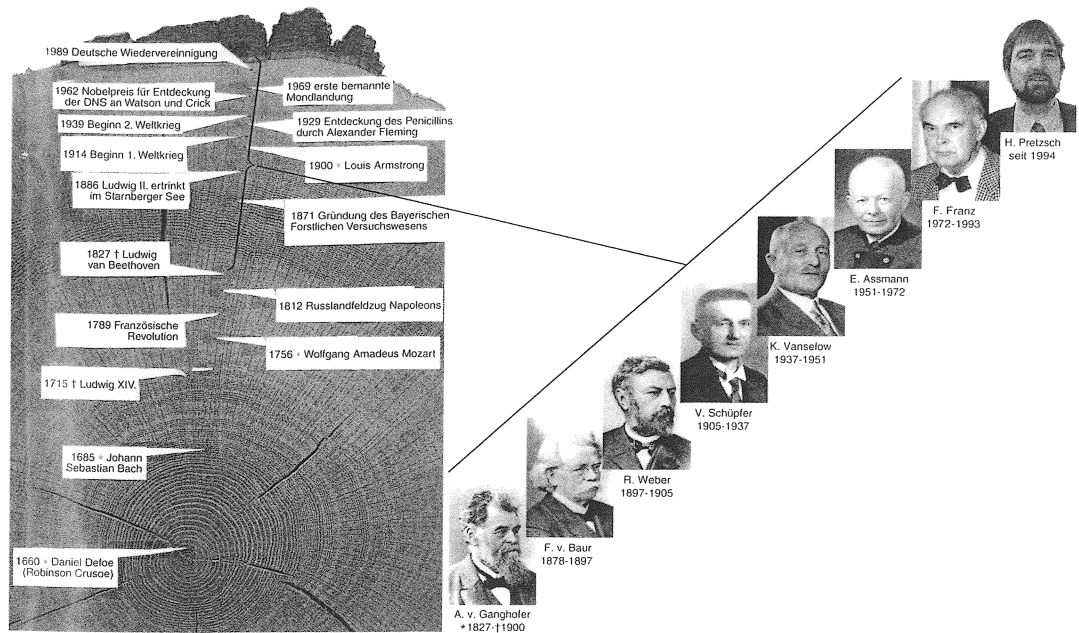 1989 Deutsche Wiedervereinigung
1969 erste bemannte
Mondlandung
1962 Nobelpreis für Entdeckung
der DNS an Watson und Crick
1929 Entdeckung des Penicillins
durch Alexander Fleming
1939 Beginn 2. Weltkrieg
1914 Beginn 1. Weltkrieg
1900 * Louis Armstrong
1886 Ludwig II. ertrinkt
im Starnberger See
1871 Gründung des Bayerischen
Forstlichen Versuchswesens
1827 † Ludwig
van Beethoven
1812 Russlandfeldzug Napoleons
1789 Französische
Revolution
1756 * Wolfgang Amadeus Mozart
1715 † Ludwig XIV.
1685 * Johann
Sebastian Bach
1660 * Daniel Defoe
(Robinson Crusoe)
A. v. Ganghofer
*1827-†1900
F. v. Baur
1878-1897
R. Weber
1897-1905
V. Schüpfer
1905-1937
K. Vanselow
1937-1951
E. Assmann
1951-1972
F. Franz
1972-1993
H. Pretzsch
seit 1994